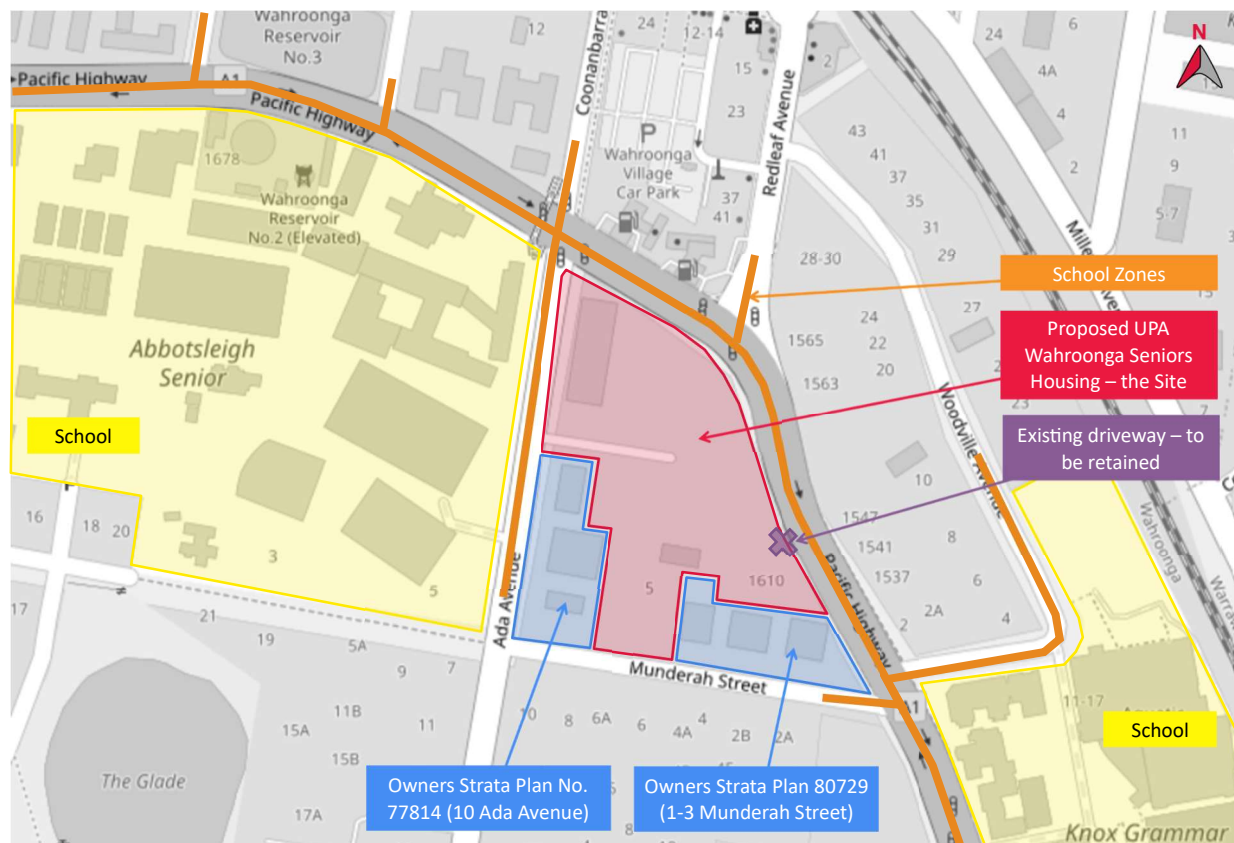 Wahroonga
Reservoir
No.3
12
24
12-14
15
2
23
24
6
4A
2
N
Pacific Highway
A1
Pacific Highway
Coonanbarra
Redleaf Avenue
P
Wahroonga
Village
Car Park
37
41
43
41
37
35
31
29
11
9
5-7
1678
Wahroonga
Reservoir
No.2 (Elevated)
28-30
27
School Zones
Proposed UPA
Wahroonga Seniors
Housing – the Site
Existing driveway – to
be retained
Abbotsleigh
Senior
School
1565
1563
24
22
20
23
Woodville Avenue
10
16
18
20
3
5
1547
1541
1537
2A
2
8
6
4
Wahroonga
5
1610
Ada Avenue
Pacific Highway
Munderah Street
A1
17
21
19
5A
9
7
11B
15A
11
15B
17A
The Glade
10
8
6A
6
4
4A
2B
2A
11-17
School
Owners Strata Plan No.
77814 (10 Ada Avenue)
Owners Strata Plan 80729
(1-3 Munderah Street)
8
Knox Grammar